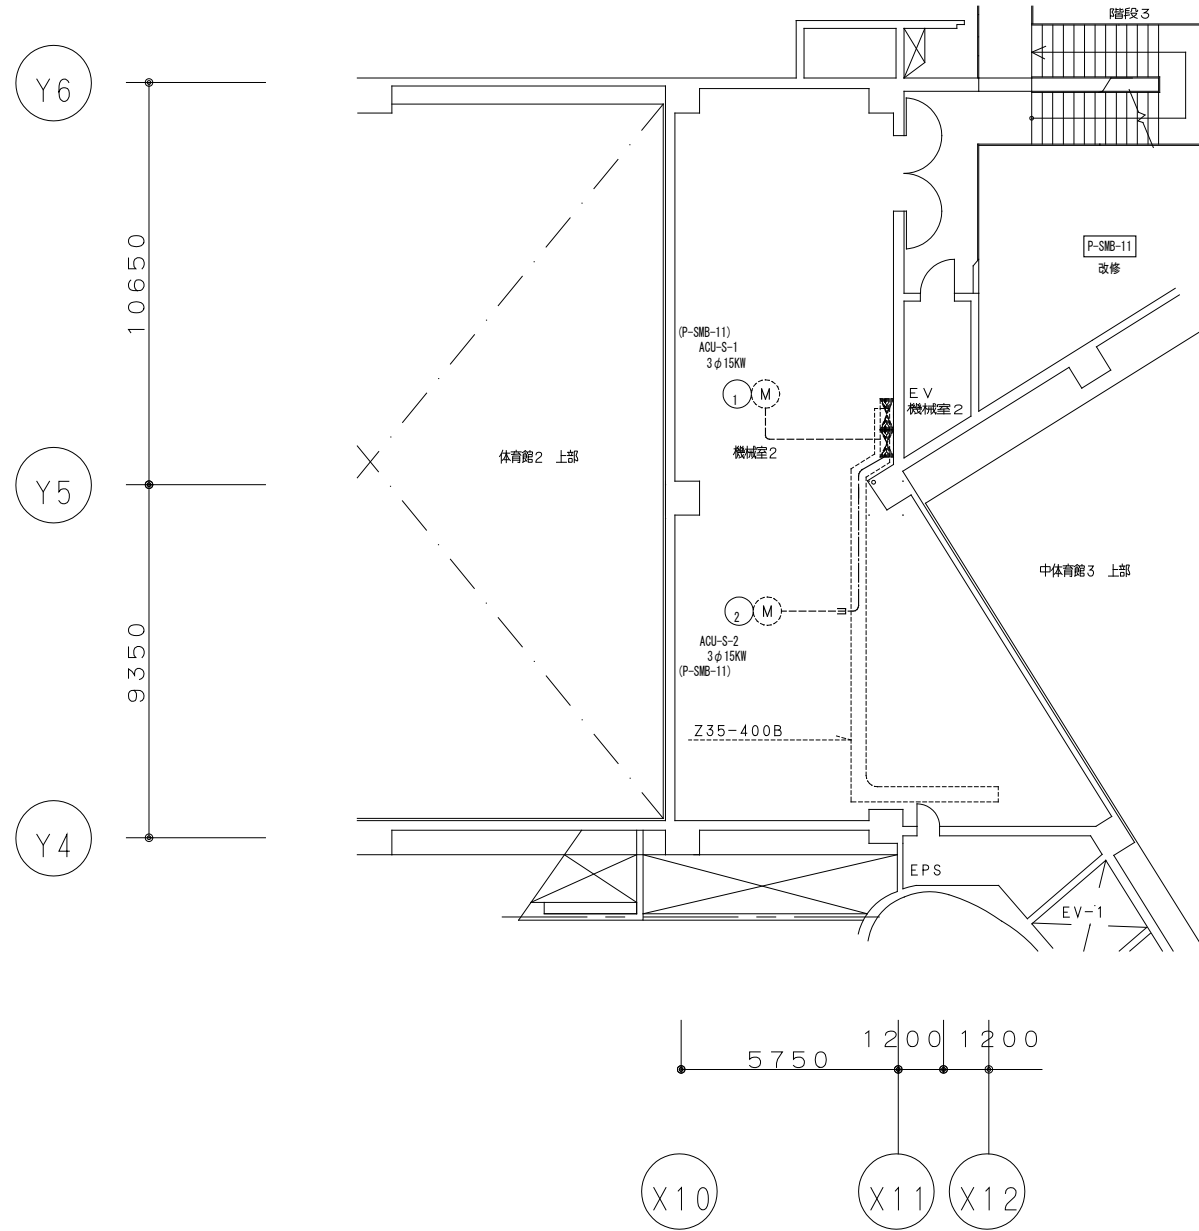 階段3
Y6
10650
P-SMB-11
改修
(P-SMB-11)
ACU-S-1
3φ15KW
1
M
EV
機械室2
体育館2 上部
機械室2
Y5
中体育館3 上部
2
M
ACU-S-2
3φ15KW
(P-SMB-11)
9350
Z35-400B
Y4
EPS
EV-1
5750
1200
1200
X10
X11
X12